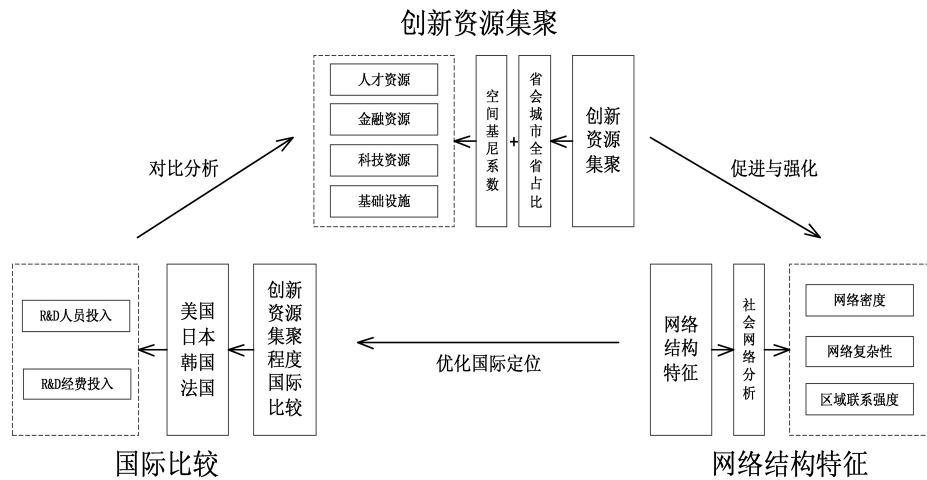 创新资源集聚
人才资源
金融资源
科技资源
基础设施
空间基尼系数
+
省会城市全省占比
创新
资源
集聚
对比分析
促进与强化
R&D人员投入
R&D经费投入
美国
日本
韩国
法国
创新
资源
集聚
程度
国际
比较
优化国际定位
网络
结构
特征
社会网络分析
网络密度
网络复杂性
区域联系强度
国际比较
网络结构特征